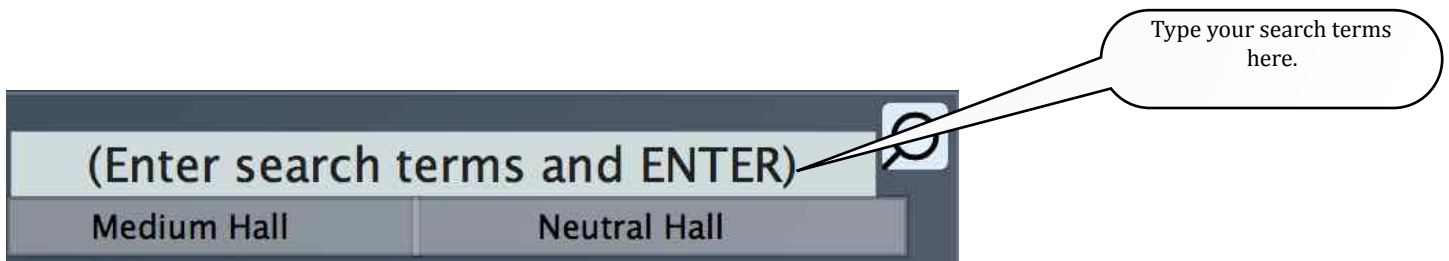 Type your search terms
here.
(Enter search terms and ENTER)
Medium Hall
Neutral Hall